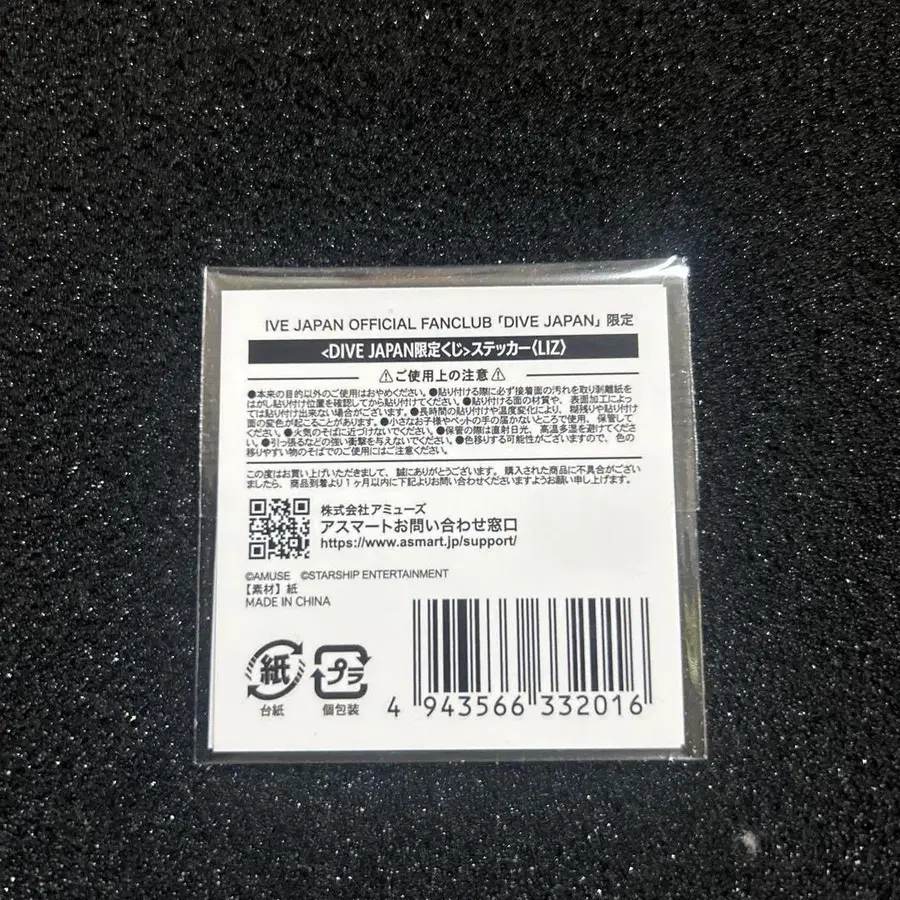 IVE JAPAN OFFICIAL FANCLUB「DIVE JAPAN」限定
<DIVE JAPAN限定くじ>ステッカー〈LIZ〉
⚠ご使用上の注意⚠
●本来の目的以外のご使用はおやめください。●貼り付ける際に必ず接着面の汚れを取り剥離紙を
はがし貼り付け位置を確認してから貼り付けてください。●貼り付ける面の材質や、表面加工によっ
ては貼り付け出来ない場合がございます。●長時間の貼り付けや温度変化により、糊残りや貼り付け
面の変色が起こることがあります。●小さなお子様やペットの手の届かないところで使用、保管して
ください。●火気のそばに近づけないでください。●保管の際は直射日光、高温多湿を避けてくださ
い。●引っ張るなどの強い衝撃を与えないでください。●色移りする可能性がございますので、色の
移りやすい物のそばでのご使用にはご注意ください。
この度はお買い上げいただきまして、誠にありがとうございます。購入された商品に不具合がござい
ましたら、商品到着より1ヶ月以内に下記よりお問い合わせくださいますようお願い申し上げます。
株式会社アミューズ
アスマートお問い合わせ窓口
https://www.asmart.jp/support/
©AMUSE ©STARSHIP ENTERTAINMENT
【素材】紙
MADE IN CHINA
紙
台紙
プラ
個包装
4 943566 332016